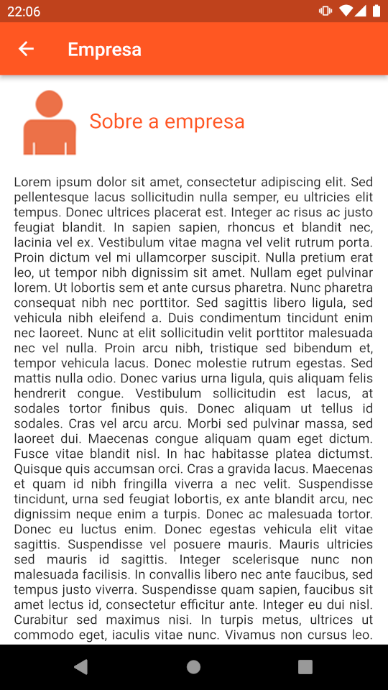 22:06
Empresa
Sobre a empresa
Lorem ipsum dolor sit amet, consectetur adipiscing elit. Sed
pellentesque lacus sollicitudin nulla semper, eu ultricies elit
tempus. Donec ultrices placerat est. Integer ac risus ac justo
feugiat blandit. In sapien sapien, rhoncus et blandit nec,
lacinia vel ex. Vestibulum vitae magna vel velit rutrum porta.
Proin dictum vel mi ullamcorper suscipit. Nulla pretium erat
leo, ut tempor nibh dignissim sit amet. Nullam eget pulvinar
lorem. Ut lobortis sem et ante cursus pharetra. Nunc pharetra
consequat nibh nec porttitor. Sed sagittis libero ligula, sed
vehicula nibh eleifend a. Duis condimentum tincidunt enim
nec laoreet. Nunc at elit sollicitudin velit porttitor malesuada
nec vel nulla. Proin arcu nibh, tristique sed bibendum et,
tempor vehicula lacus. Donec molestie rutrum egestas. Sed
mattis nulla odio. Donec varius urna ligula, quis aliquam felis
hendrerit congue. Vestibulum sollicitudin est lacus, at
sodales tortor finibus quis. Donec aliquam ut tellus id
sodales. Cras vel arcu arcu. Morbi sed pulvinar massa, sed
laoreet dui. Maecenas congue aliquam quam eget dictum.
Fusce vitae blandit nisl. In hac habitasse platea dictumst.
Quisque quis accumsan orci. Cras a gravida lacus. Maecenas
et quam id nibh fringilla viverra a nec velit. Suspendisse
tincidunt, urna sed feugiat lobortis, ex ante blandit arcu, nec
dignissim neque enim a turpis. Donec ac malesuada tortor.
Donec eu luctus enim. Donec egestas vehicula elit vitae
sagittis. Suspendisse vel posuere mauris. Mauris ultricies
sed mauris id sagittis. Integer scelerisque nunc non
malesuada facilisis. In convallis libero nec ante faucibus, sed
tempus justo viverra. Suspendisse quam sapien, faucibus sit
amet lectus id, consectetur efficitur ante. Integer eu dui nisl.
Curabitur sed maximus nisi. In turpis metus, ultrices ut
commodo eget, iaculis vitae nunc. Vivamus non cursus leo.